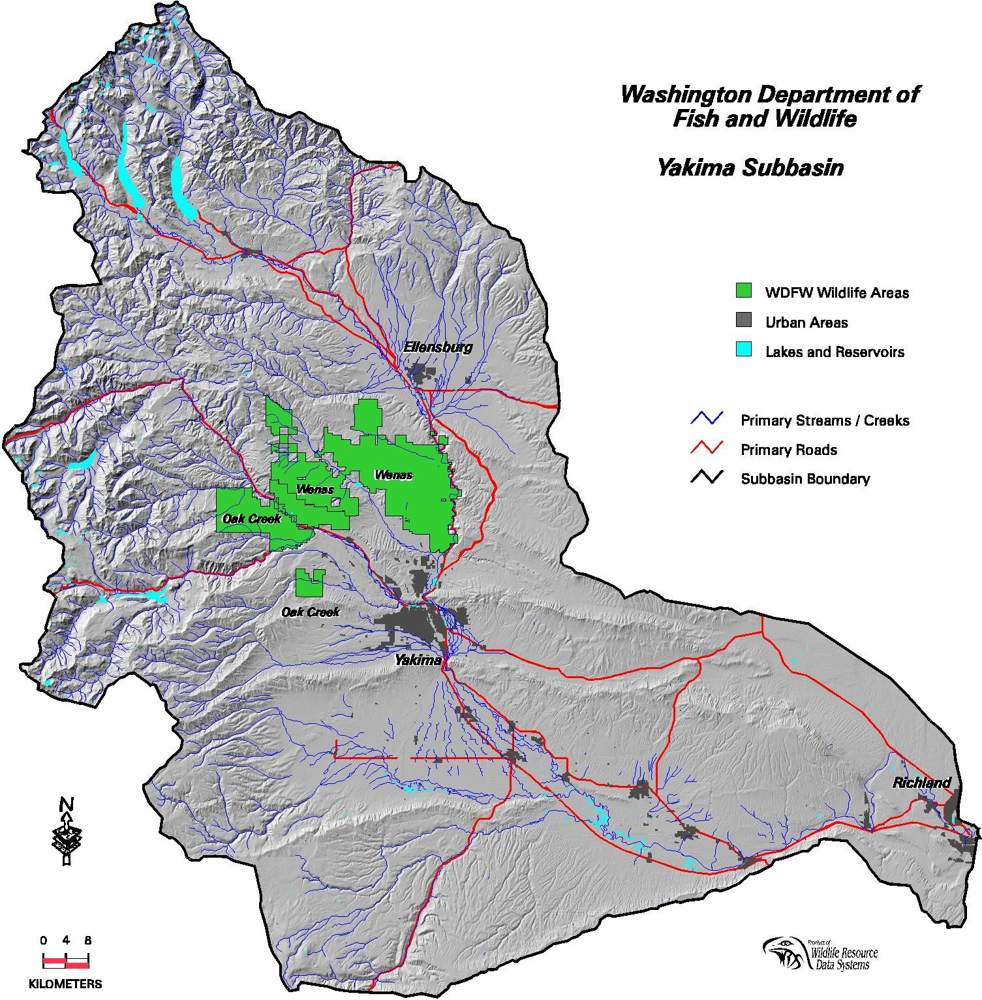 Washington Department of
Fish and Wildlife
Yakima Subbasin
WDFW Wildlife Areas
Urban Areas
Lakes and Reservoirs
Primary Streams / Creeks
Primary Roads
Subbasin Boundary
Ellensburg
Wenas
Wenas
Oak Creek
Oak Creek
Yakima
Richland
N
0 4 8
KILOMETERS
Product of
Wildlife Resource
Data Systems